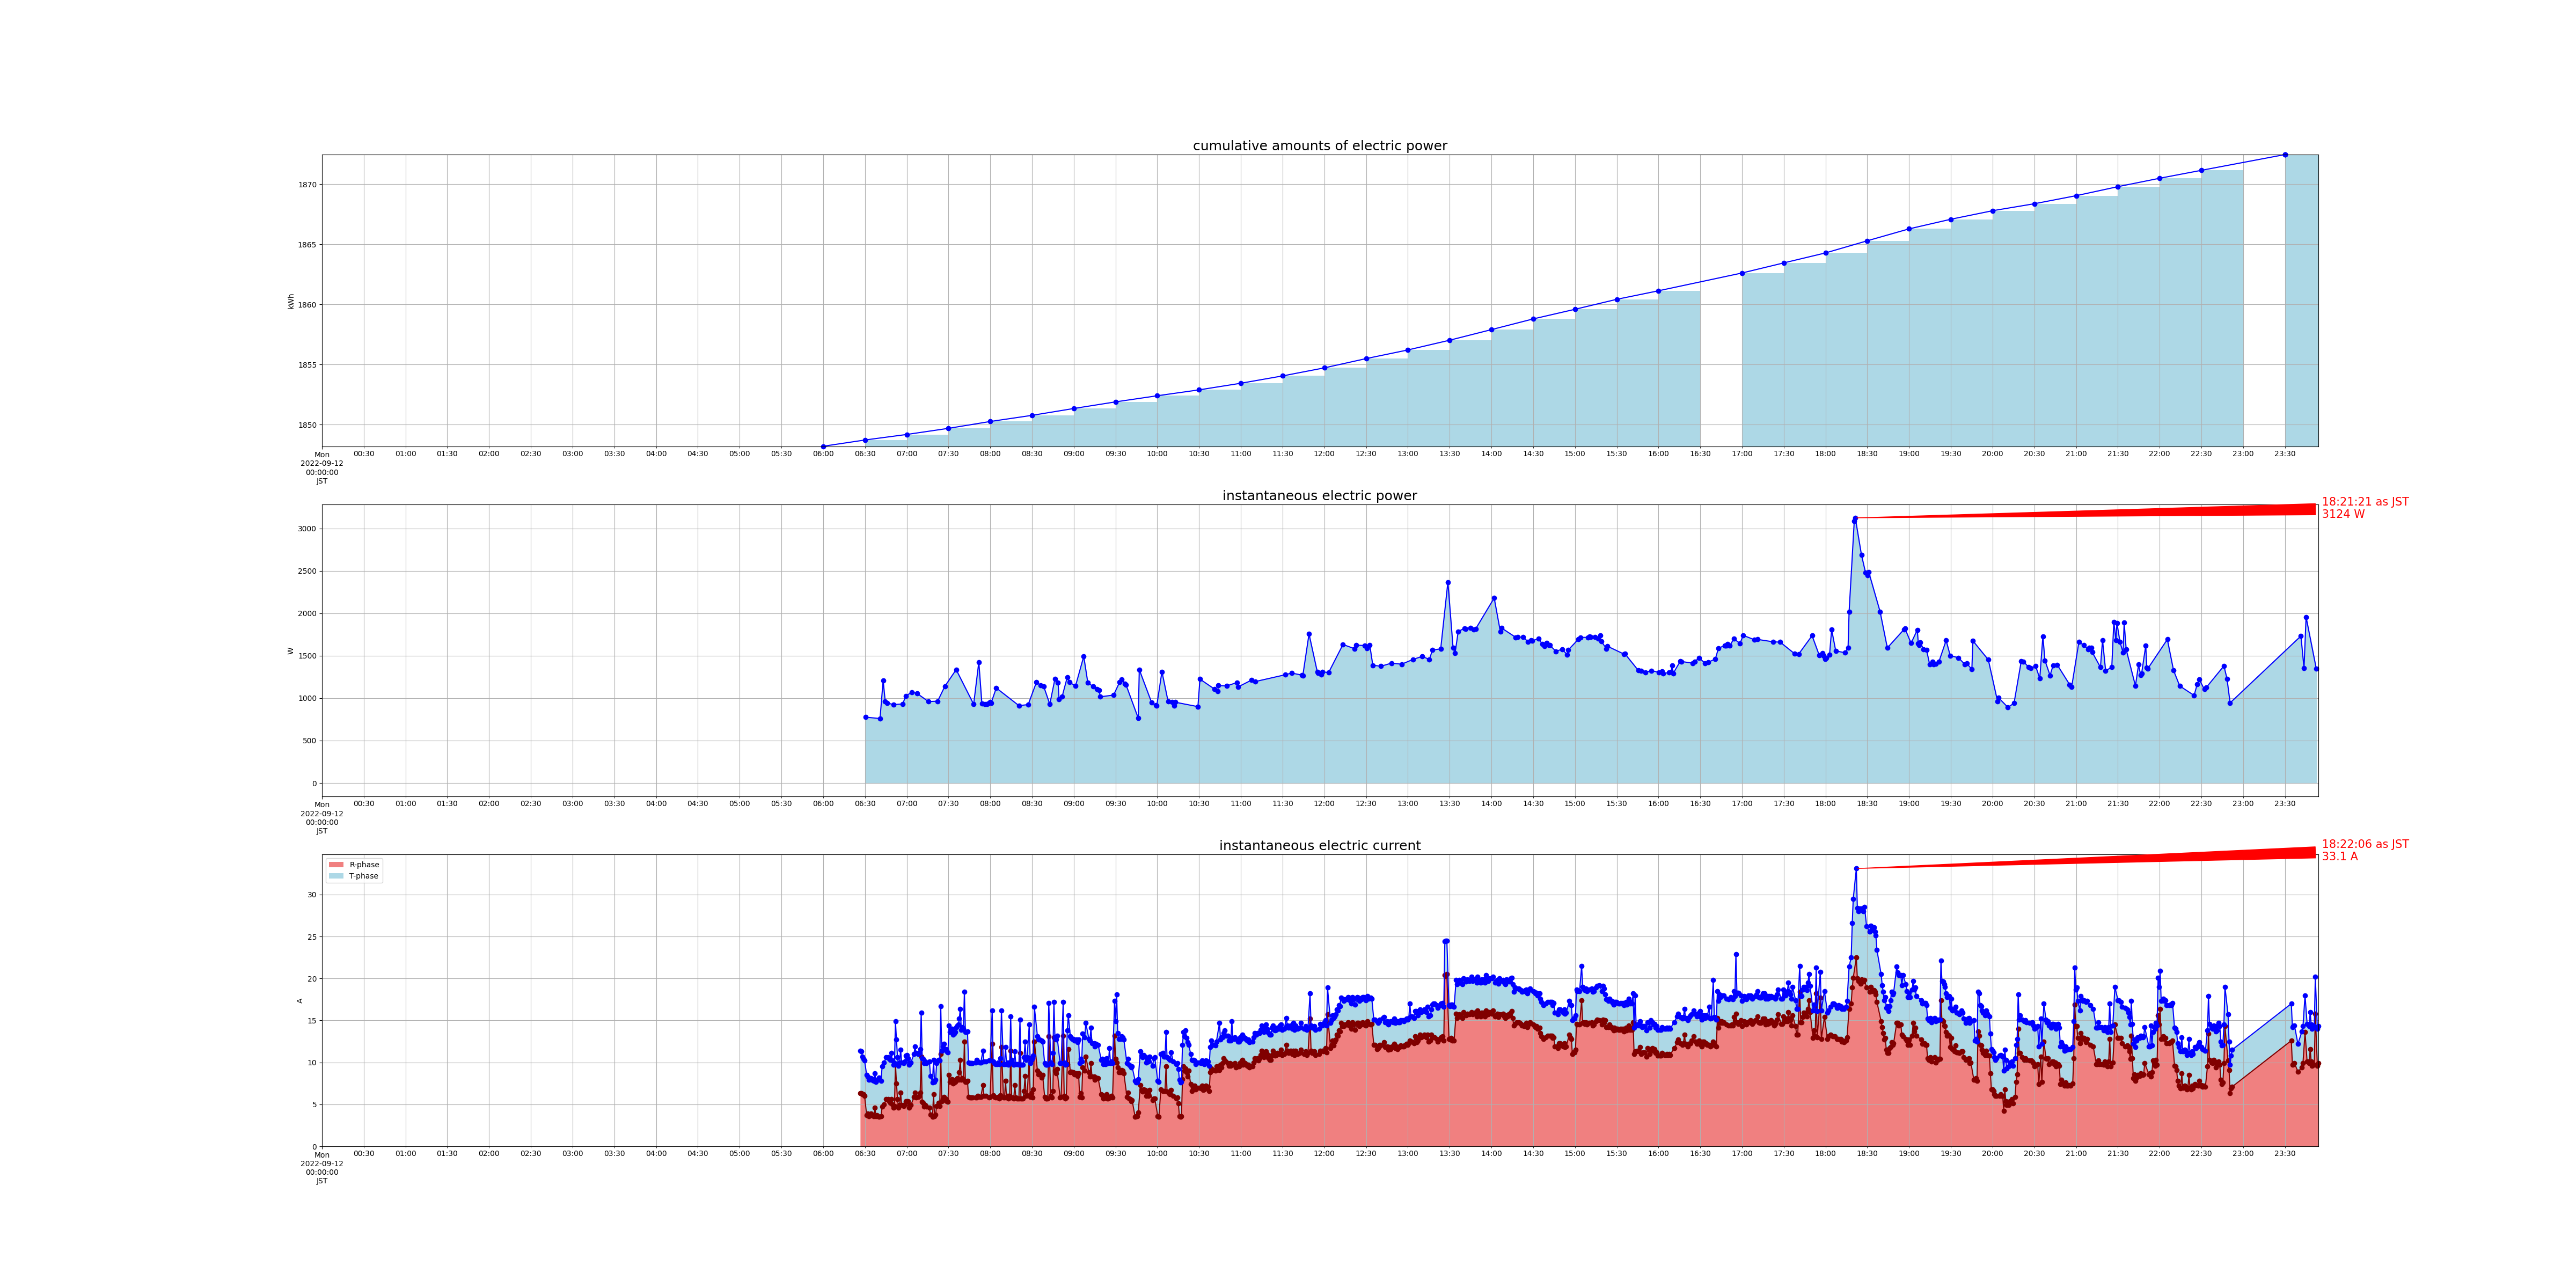 cumulative amounts of electric power
1870
1865
1860
1855
1850
kWh
00:30 01:00 01:30 02:00 02:30 03:00 03:30 04:00 04:30 05:00 05:30 06:00 06:30 07:00 07:30 08:00 08:30 09:00 09:30 10:00 10:30 11:00 11:30 12:00 12:30 13:00 13:30 14:00 14:30 15:00 15:30 16:00 16:30 17:00 17:30 18:00 18:30 19:00 19:30 20:00 20:30 21:00 21:30 22:00 22:30 23:00 23:30
Mon
2022-09-12
00:00:00
JST
instantaneous electric power
18:21:21 as JST
3124 W
3000
2500
2000
1500
1000
500
0
W
00:30 01:00 01:30 02:00 02:30 03:00 03:30 04:00 04:30 05:00 05:30 06:00 06:30 07:00 07:30 08:00 08:30 09:00 09:30 10:00 10:30 11:00 11:30 12:00 12:30 13:00 13:30 14:00 14:30 15:00 15:30 16:00 16:30 17:00 17:30 18:00 18:30 19:00 19:30 20:00 20:30 21:00 21:30 22:00 22:30 23:00 23:30
Mon
2022-09-12
00:00:00
JST
instantaneous electric current
18:22:06 as JST
33.1 A
R-phase
T-phase
30
25
20
15
10
5
0
A
00:30 01:00 01:30 02:00 02:30 03:00 03:30 04:00 04:30 05:00 05:30 06:00 06:30 07:00 07:30 08:00 08:30 09:00 09:30 10:00 10:30 11:00 11:30 12:00 12:30 13:00 13:30 14:00 14:30 15:00 15:30 16:00 16:30 17:00 17:30 18:00 18:30 19:00 19:30 20:00 20:30 21:00 21:30 22:00 22:30 23:00 23:30
Mon
2022-09-12
00:00:00
JST